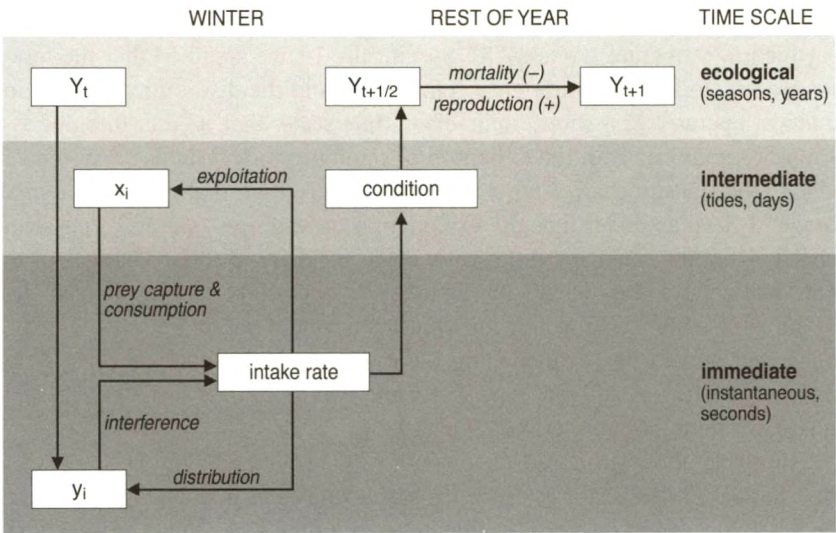 WINTER REST OF YEAR TIME SCALE
Yt Yt+1/2 mortality (–) Yt+1 ecological
reproduction (+) (seasons, years)
xi exploitation condition intermediate
(tides, days)
prey capture &
consumption
intake rate immediate
(instantaneous,
seconds)
interference
distribution
yi